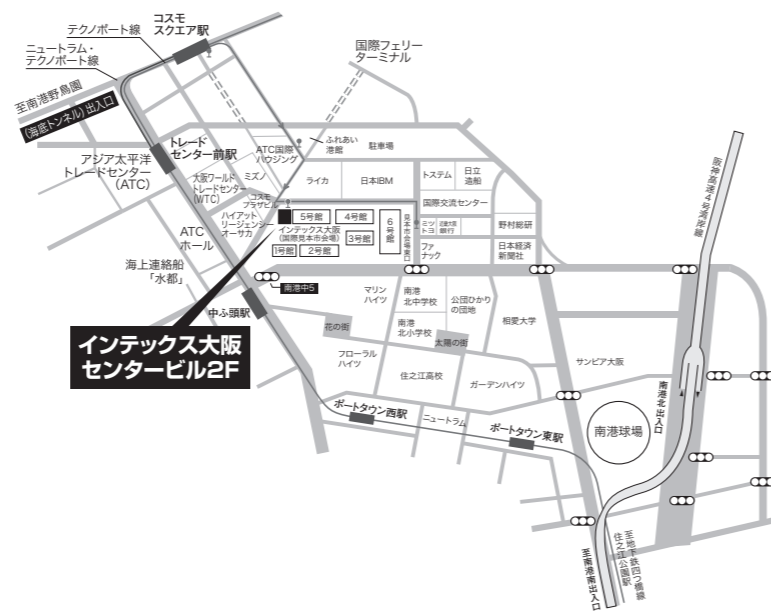 コスモ
スクエア駅
テクノポート線
ニュートラム・
テクノポート線
至南港野鳥園
(海底トンネル)出入口
国際フェリー
ターミナル
トレード
センター前駅
アジア太平洋
トレードセンター
(ATC)
ATC国際
ハウジング
ふれあい
港館
駐車場
大阪ワールド
トレードセンター
(WTC)
ミズノ
コスモ
プラザビル
ライカ
日本IBM
トステム
日立
造船
国際交流センター
ハイアット
リージェンシー
オーサカ
5号館
4号館
6号館
見本市会場東口
ミツ
トヨ
野村総研
インテックス大阪
(国際見本市会場)
3号館
1号館
2号館
ファ
ナック
日本経済
新聞社
ATC
ホール
海上連絡船
「水都」
南港中5
中ふ頭駅
マリン
ハイツ
南港
北中学校
公団ひかり
の団地
相愛大学
花の街
南港
北小学校
太陽の街
インテックス大阪
センタービル2F
フローラル
ハイツ
住之江高校
ガーデンハイツ
サンピア大阪
ポートタウン西駅
ニュートラム
ポートタウン東駅
南港球場
南港北出入口
阪神高速4号湾岸線
至南港南出入口
至地下鉄四つ橋線
住之江公園駅